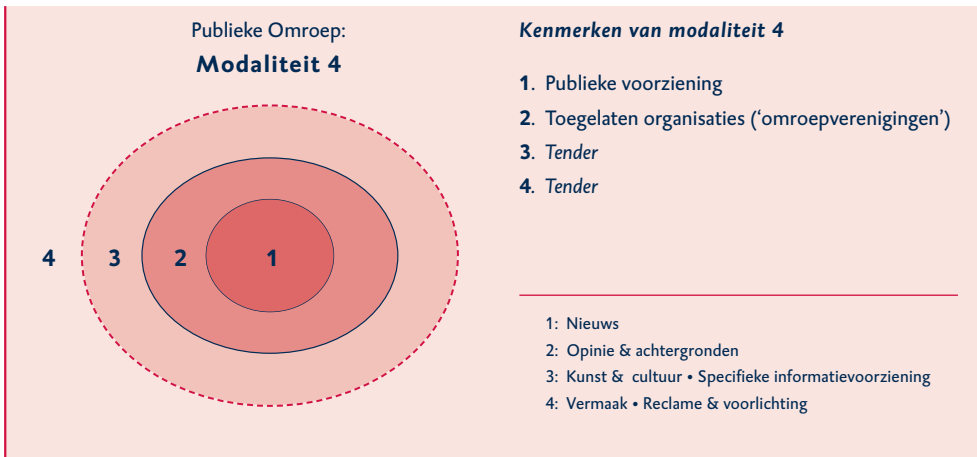 Publieke Omroep:
Modaliteit 4
4 3 2 1
Kenmerken van modaliteit 4
1. Publieke voorziening
2. Toegelaten organisaties (‘omroepverenigingen’)
3. Tender
4. Tender
1: Nieuws
2: Opinie & achtergronden
3: Kunst & cultuur • Specifieke informatievoorziening
4: Vermaak • Reclame & voorlichting